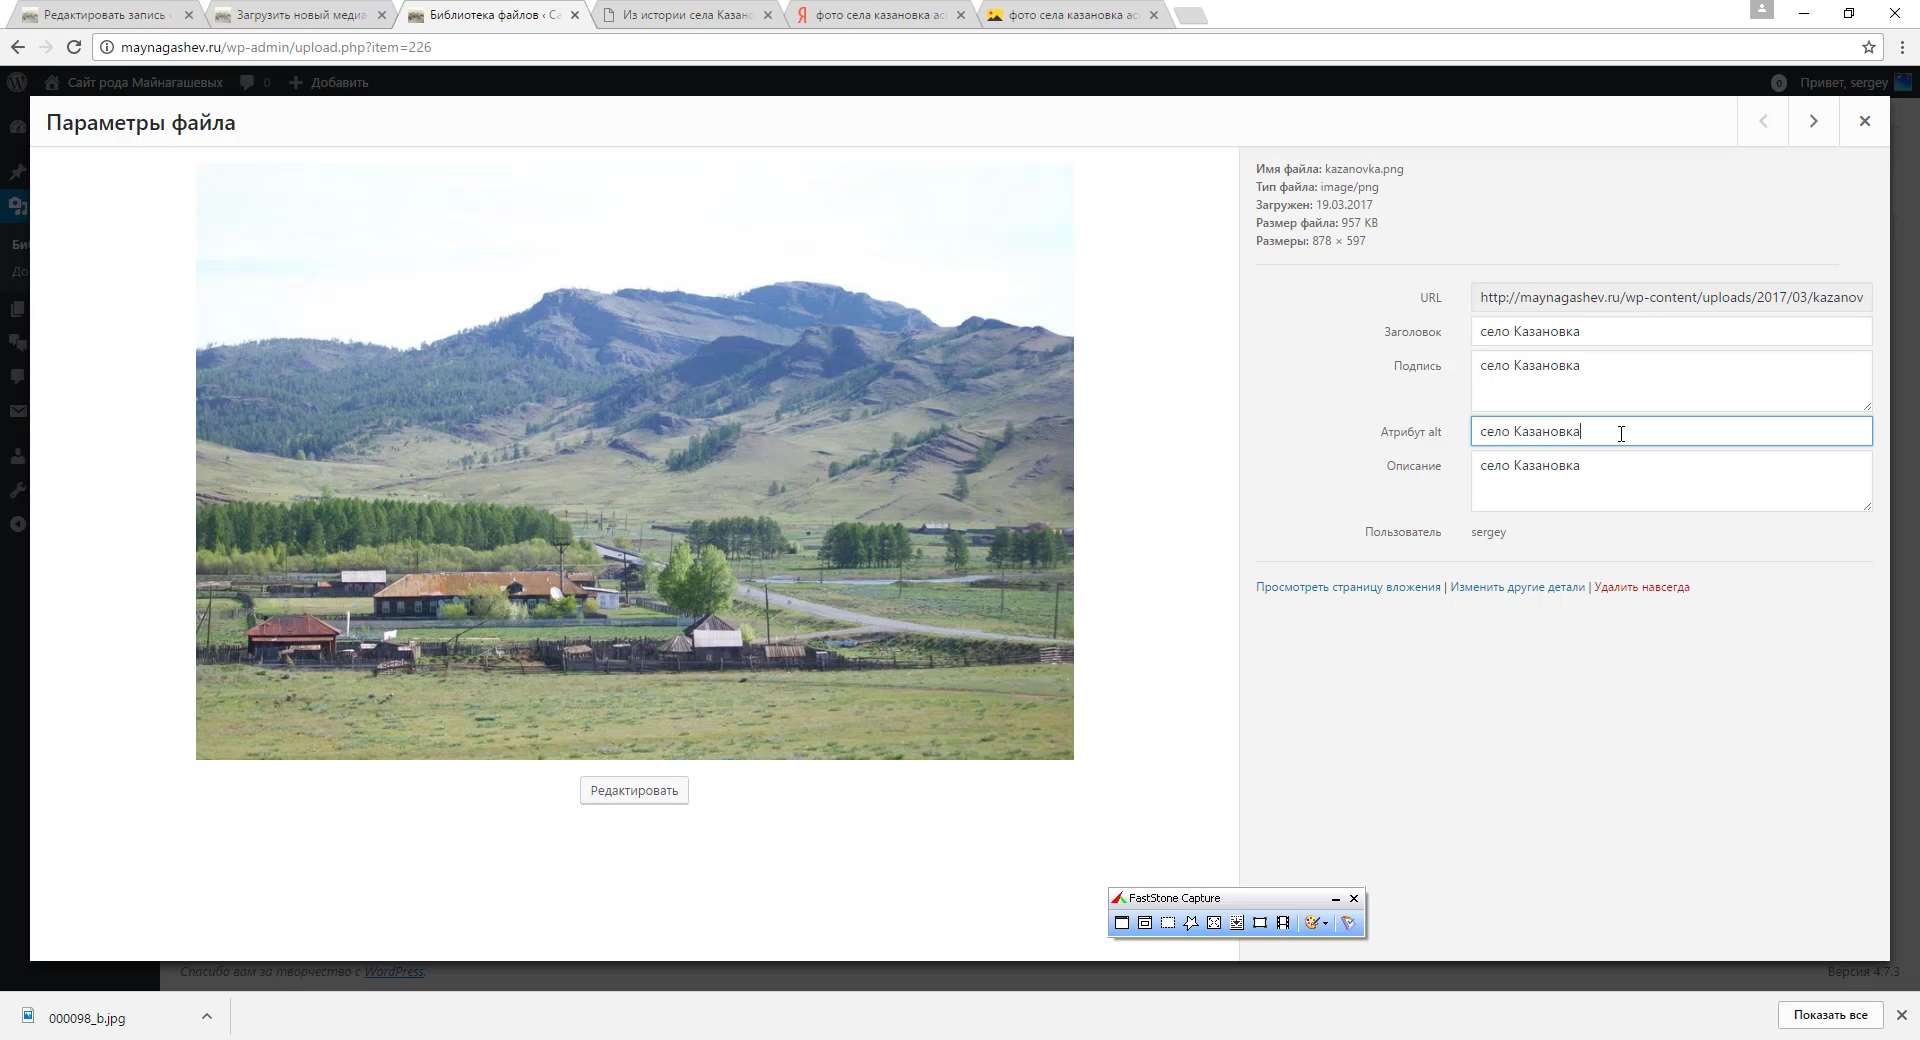 Редактировать запись
Загрузить новый медиа
Библиотека файлов ‹ Са
Из истории села Казано
фото села казановка ас
фото села казановка ас
maynagashev.ru/wp-admin/upload.php?item=226
Сайт рода Майнагашевых
0
Добавить
0
Привет, sergey
Параметры файла
Имя файла: kazanovka.png
Тип файла: image/png
Загружен: 19.03.2017
Размер файла: 957 KB
Размеры: 878 × 597
Би
До
URL
http://maynagashev.ru/wp-content/uploads/2017/03/kazanov
Заголовок
село Казановка
Подпись
село Казановка
Атрибут alt
село Казановка
Описание
село Казановка
Пользователь
sergey
Просмотреть страницу вложения | Изменить другие детали | Удалить навсегда
Редактировать
FastStone Capture
Спасибо вам за творчество с WordPress.
Версия 4.7.3
000098_b.jpg
Показать все